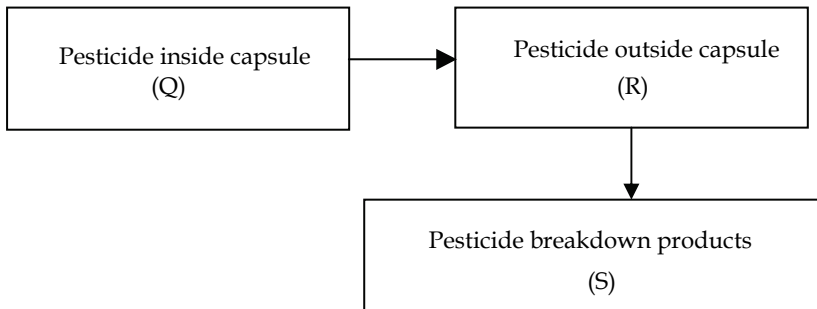 Pesticide inside capsule
(Q)
Pesticide outside capsule
(R)
Pesticide breakdown products
(S)